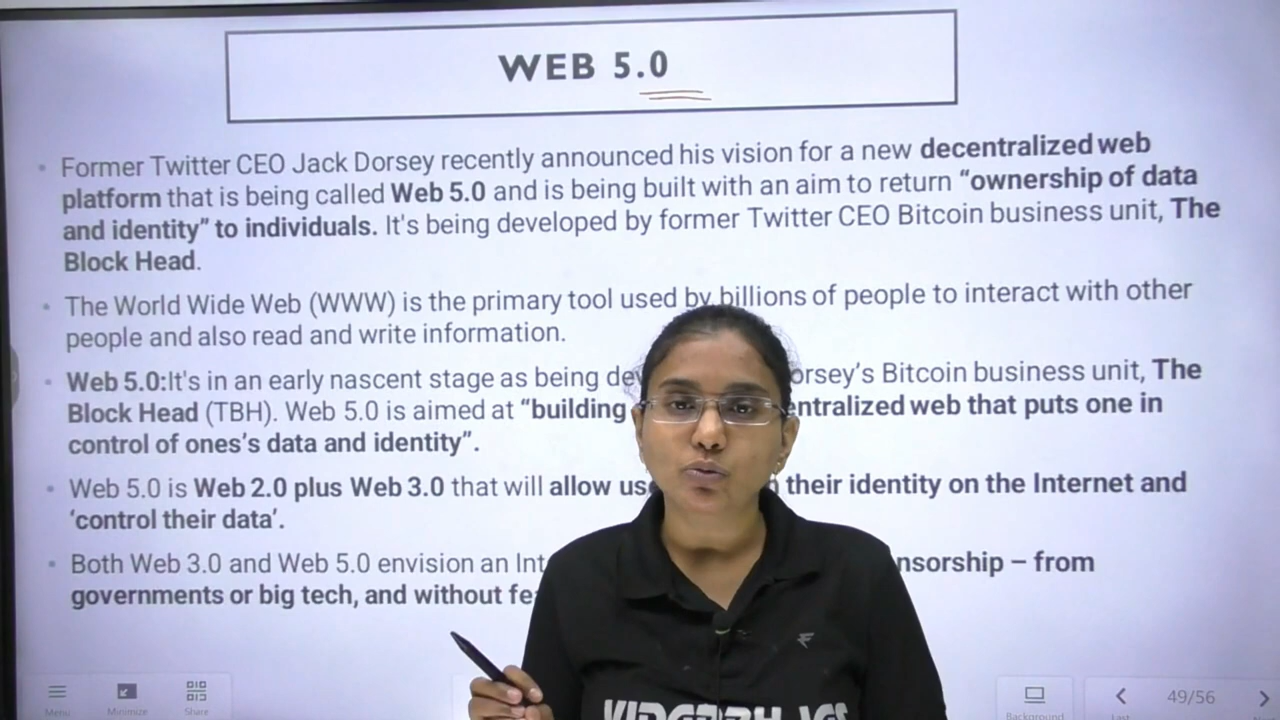 WEB 5.0
Former Twitter CEO Jack Dorsey recently announced his vision for a new decentralized web
platform that is being called Web 5.0 and is being built with an aim to return “ownership of data
and identity” to individuals. It's being developed by former Twitter CEO Bitcoin business unit, The
Block Head.
The World Wide Web (WWW) is the primary tool used by billions of people to interact with other
people and also read and write information.
Web 5.0:It's in an early nascent stage as being orsey’s Bitcoin business unit, The
Block Head (TBH). Web 5.0 is aimed at “building entralized web that puts one in
control of ones’s data and identity”.
Web 5.0 is Web 2.0 plus Web 3.0 that will allow their identity on the Internet and
‘control their data’.
Both Web 3.0 and Web 5.0 envision an nsorship – from
governments or big tech, and without
Menu Minimize Share Background Last 49/56